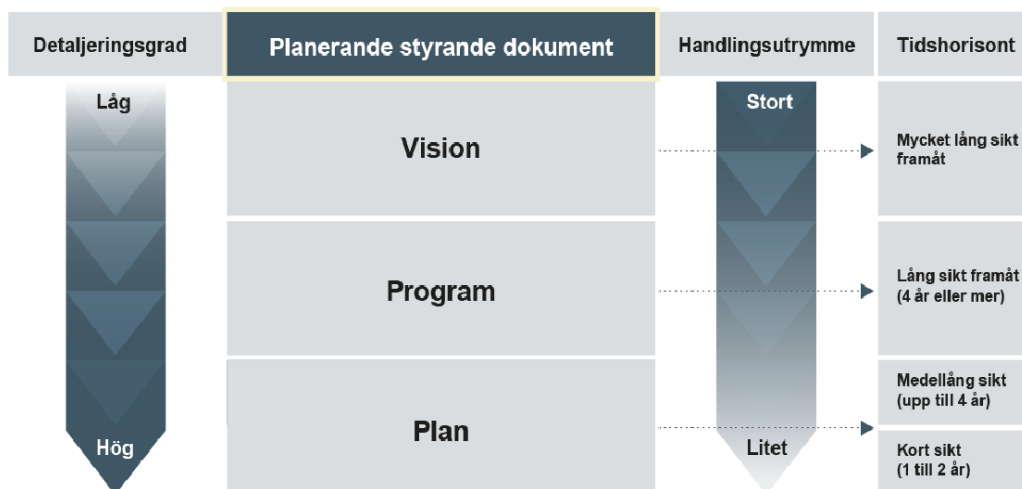 Detaljeringsgrad
Planerande styrande dokument
Handlingsutrymme
Tidshorisont
Låg
Vision
Stort
Mycket lång sikt
framåt
Program
Lång sikt framåt
(4 år eller mer)
Hög
Plan
Litet
Medellång sikt
(upp till 4 år)
Kort sikt
(1 till 2 år)